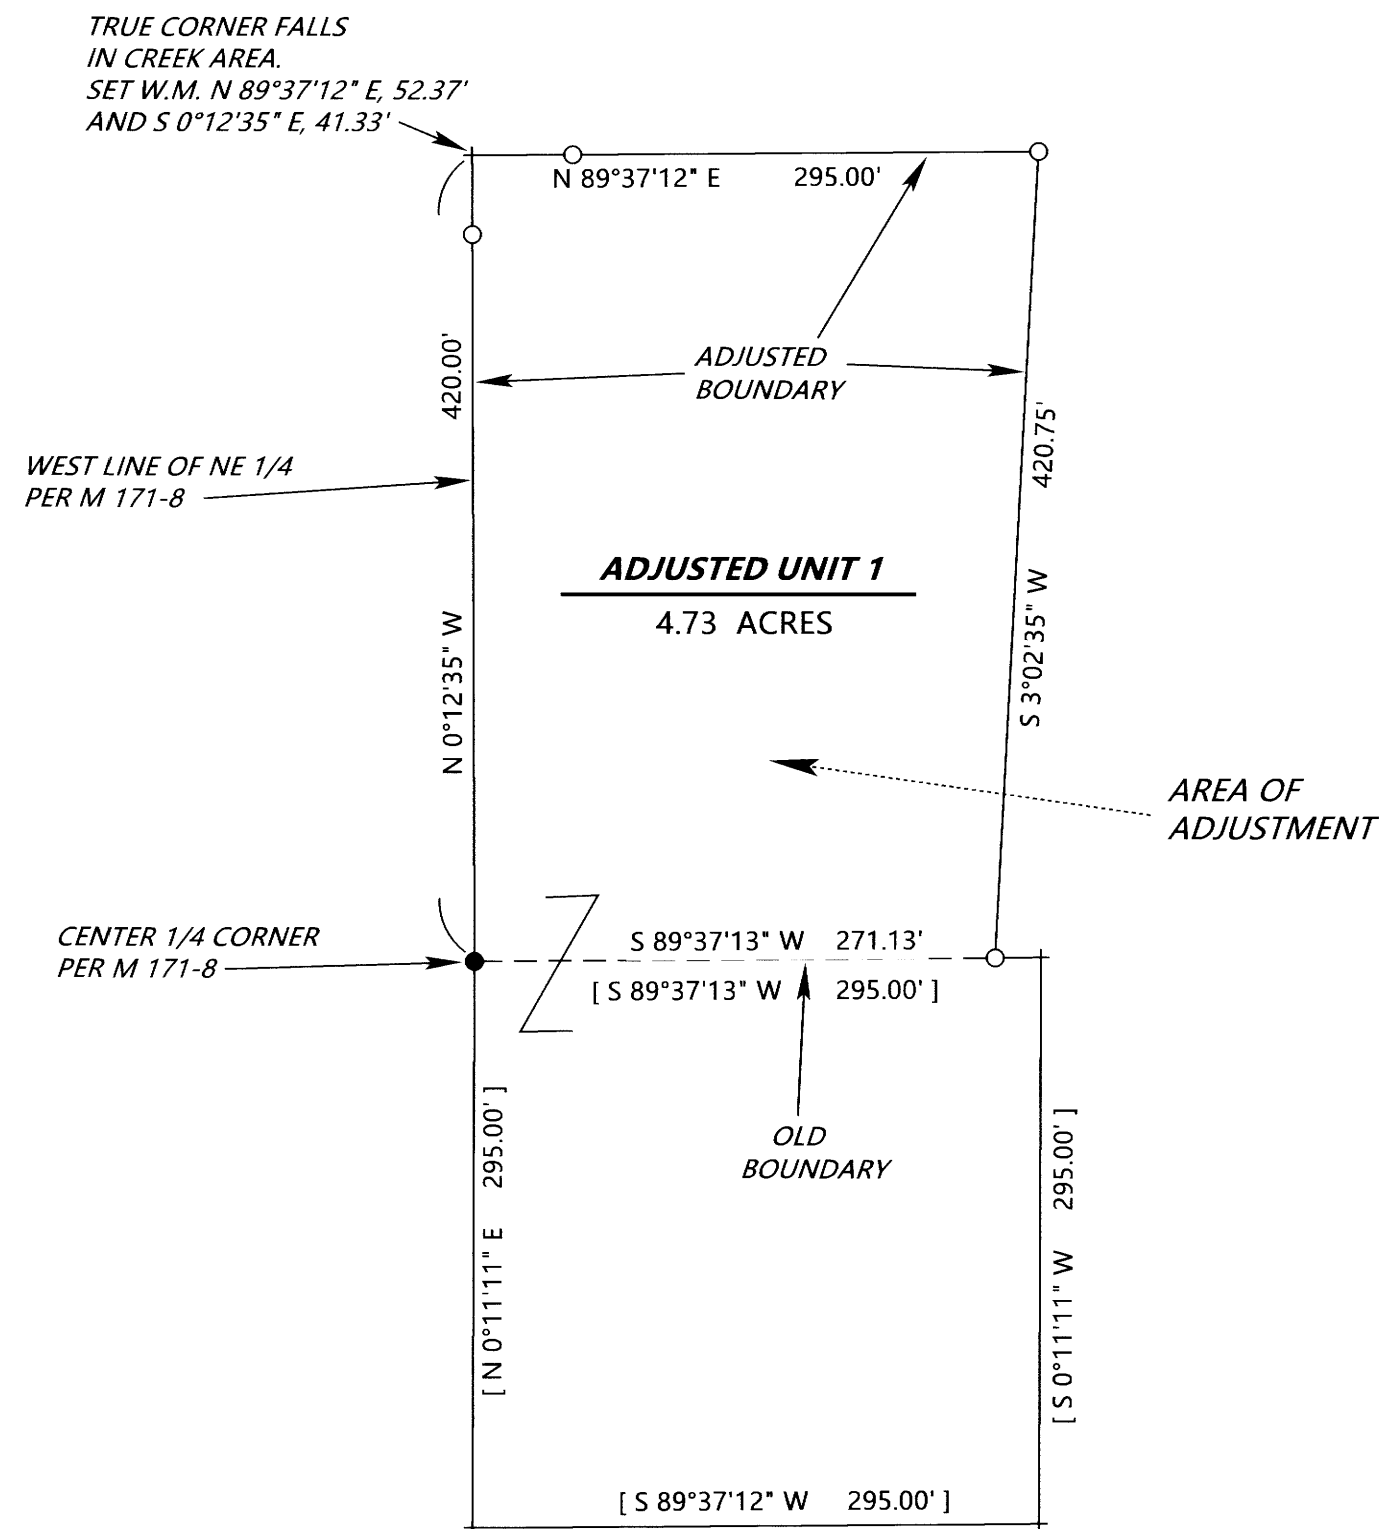 TRUE CORNER FALLS
IN CREEK AREA.
SET W.M. N 89°37'12" E, 52.37'
AND S 0°12'35" E, 41.33'
N 89°37'12" E 295.00'
420.00'
ADJUSTED
BOUNDARY
420.75'
WEST LINE OF NE 1/4
PER M 171-8
ADJUSTED UNIT 1
4.73 ACRES
N 0°12'35" W
S 3°02'35" W
AREA OF
ADJUSTMENT
CENTER 1/4 CORNER
PER M 171-8
S 89°37'13" W 271.13'
[ S 89°37'13" W 295.00' ]
OLD
BOUNDARY
[ N 0°11'11" E 295.00' ]
[ S 0°11'11" W 295.00' ]
[ S 89°37'12" W 295.00' ]